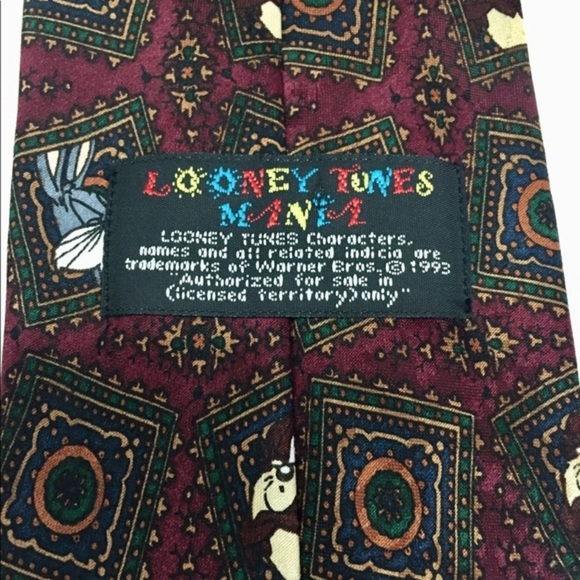 LOONEY TUNES
MANIA
LOONEY TUNES Characters,
names and all related indicia are
trademarks of Warner Bros. © 1993
Authorized for sale in
(licensed territory) only"